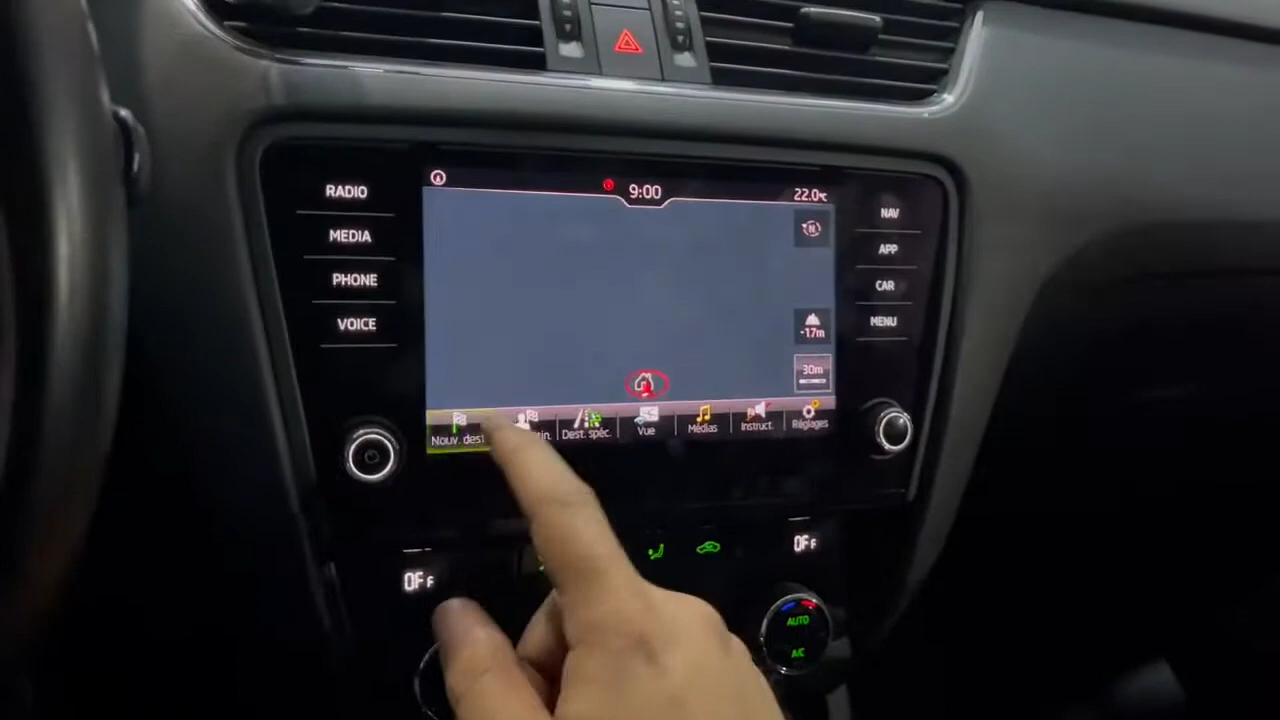 9:00
22.0°C
RADIO
MEDIA
PHONE
VOICE
NAV
APP
CAR
MENU
N
-17m
30m
Nouv. dest
Dest. spéc.
Vue
Médias
Instruct.
Réglages
OFF
OFF
AUTO
A/C